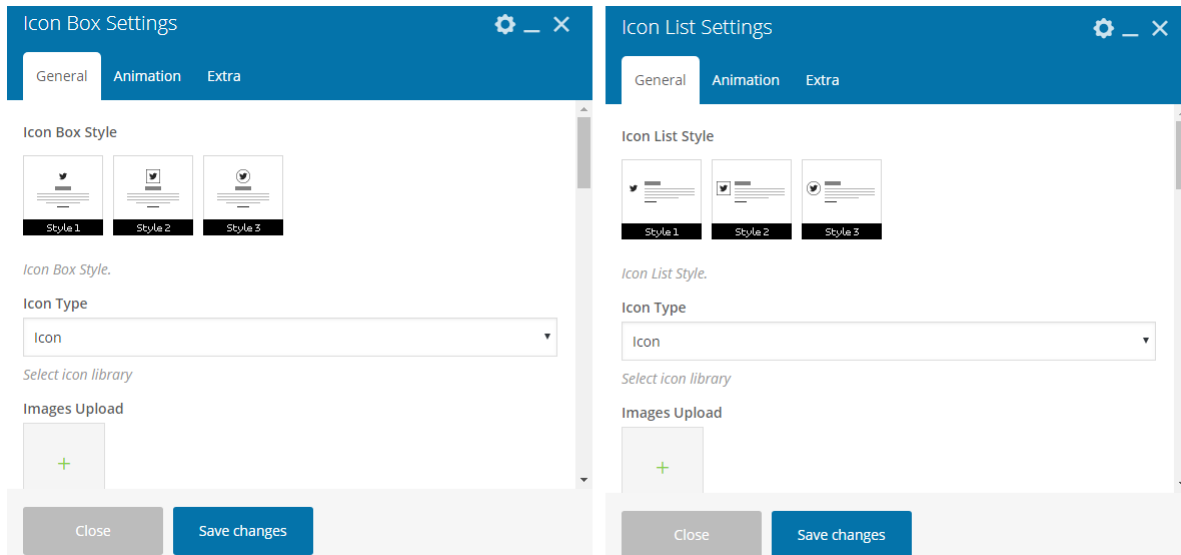 Icon Box Settings
General Animation Extra
Icon Box Style
Style 1 Style 2 Style 3
Icon Box Style.
Icon Type
Icon
Select icon library
Images Upload
+
Close Save changes
Icon List Settings
General Animation Extra
Icon List Style
Style 1 Style 2 Style 3
Icon List Style.
Icon Type
Icon
Select icon library
Images Upload
+
Close Save changes